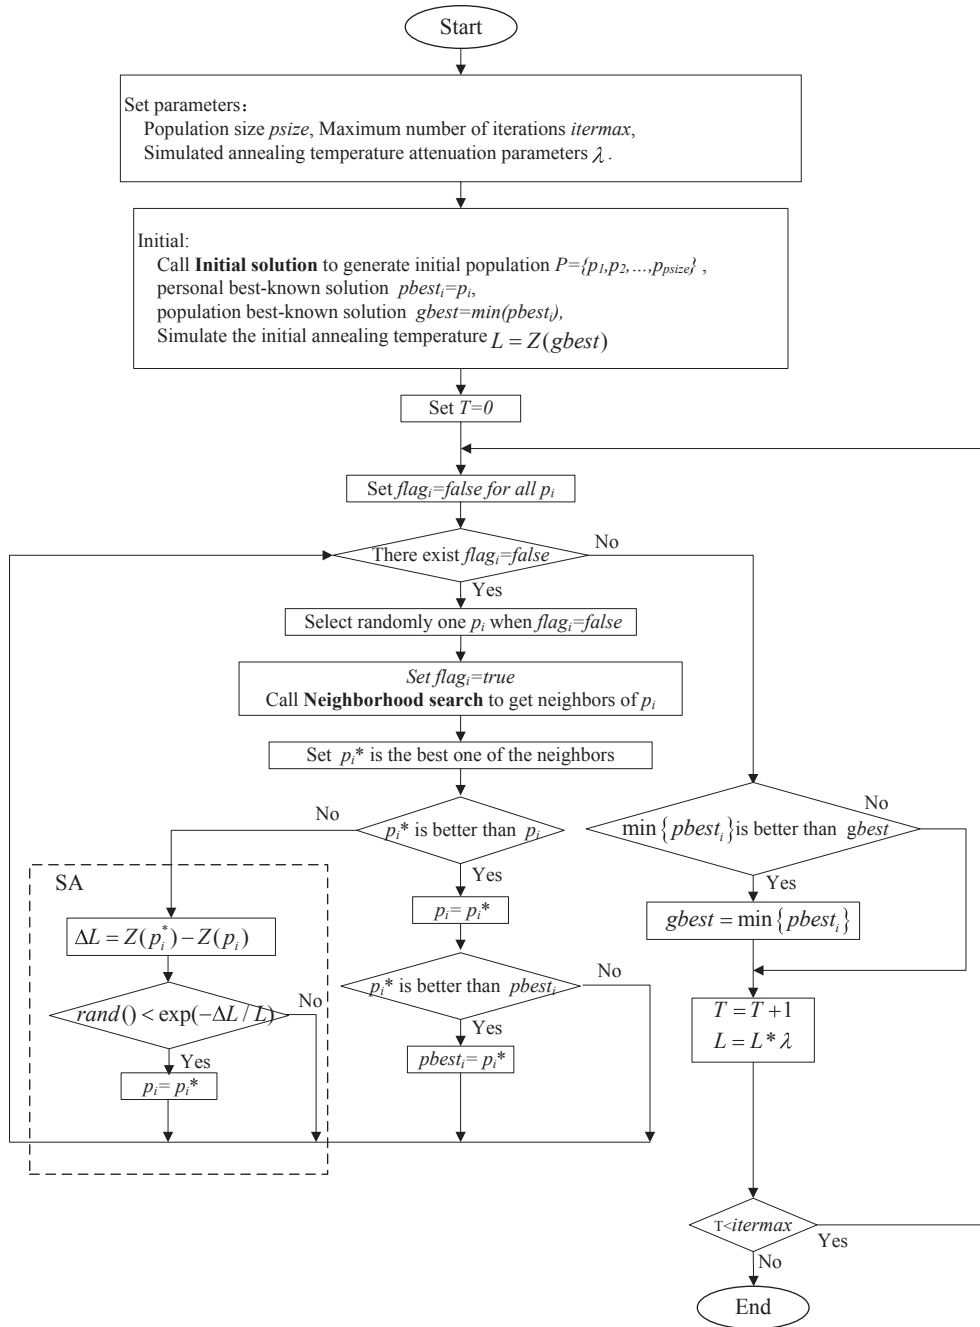 Start
Set parameters：
Population size psize, Maximum number of iterations itermax,
Simulated annealing temperature attenuation parameters λ .
Initial:
Call Initial solution to generate initial population P={p₁,p₂,…,p_psize} ,
personal best-known solution pbestᵢ=pᵢ,
population best-known solution gbest=min(pbestᵢ),
Simulate the initial annealing temperature L = Z(gbest)
Set T=0
Set flagᵢ=false for all pᵢ
There exist flagᵢ=false
No
Yes
Select randomly one pᵢ when flagᵢ=false
Set flagᵢ=true
Call Neighborhood search to get neighbors of pᵢ
Set pᵢ* is the best one of the neighbors
No
pᵢ* is better than pᵢ
Yes
pᵢ= pᵢ*
pᵢ* is better than pbestᵢ
No
Yes
pbestᵢ= pᵢ*
SA
ΔL = Z(pᵢ*) − Z(pᵢ)
rand() < exp(−ΔL / L)
No
Yes
pᵢ= pᵢ*
min{pbestᵢ} is better than gbest
No
Yes
gbest = min{pbestᵢ}
T = T +1
L = L* λ
T<itermax
Yes
No
End